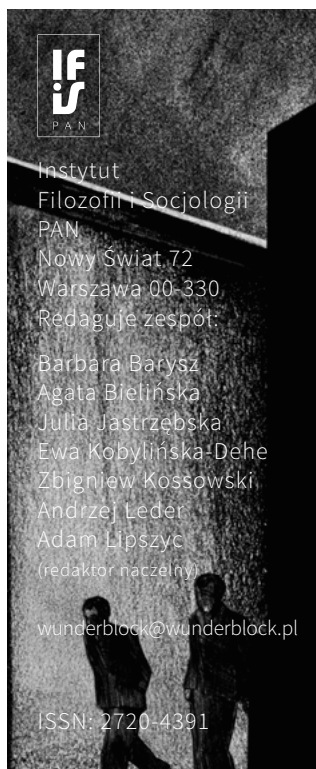 IF
iS
PAN
Instytut
Filozofii i Socjologii
PAN
Nowy Świat 72
Warszawa 00-330
Redaguje zespół:
Barbara Barysz
Agata Bielińska
Julia Jastrzębska
Ewa Kobylińska-Dehe
Zbigniew Kossowski
Andrzej Leder
Adam Lipszyc
(redaktor naczelny)
wunderblock@wunderblock.pl
ISSN: 2720-4391